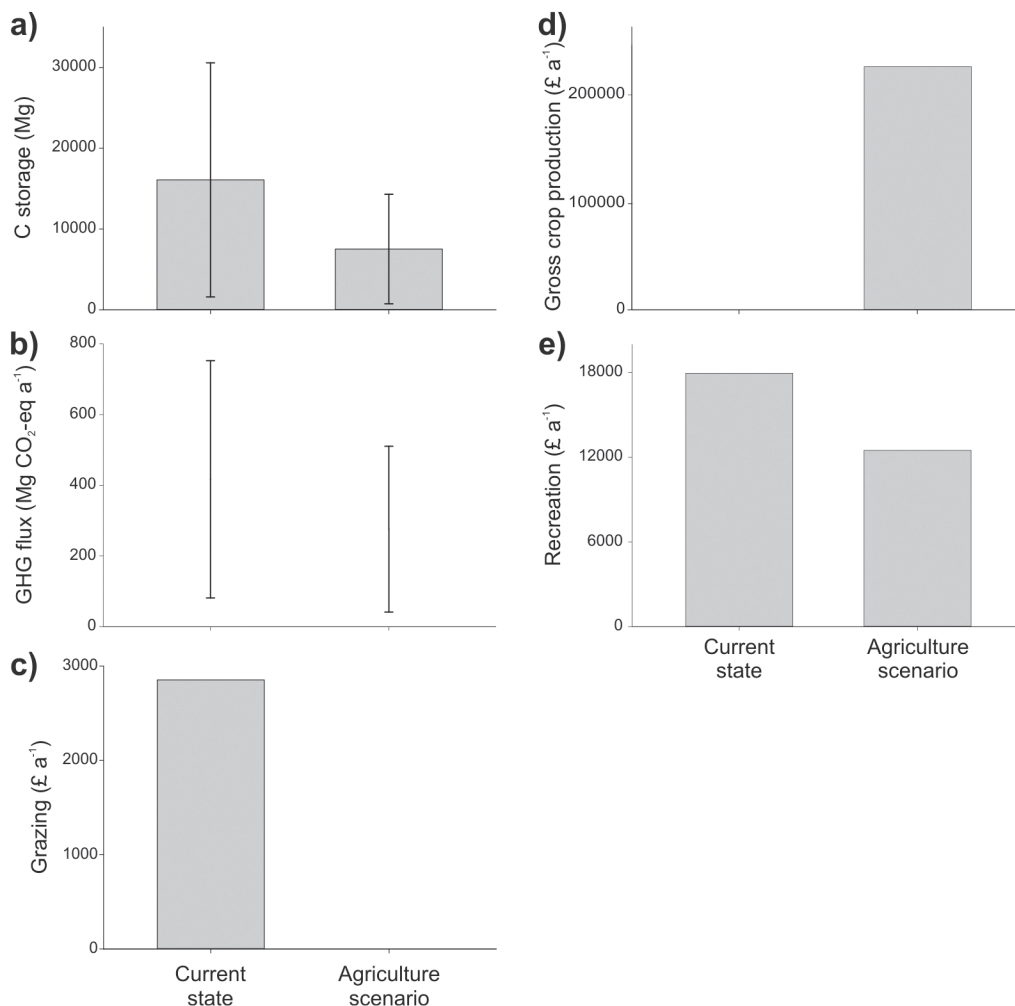 a)
C storage (Mg)
30000
20000
10000
0
b)
GHG flux (Mg CO₂-eq a⁻¹)
800
600
400
200
0
c)
Grazing (£ a⁻¹)
3000
2000
1000
0
Current
state
Agriculture
scenario
d)
Gross crop production (£ a⁻¹)
200000
100000
0
e)
Recreation (£ a⁻¹)
18000
12000
6000
0
Current
state
Agriculture
scenario